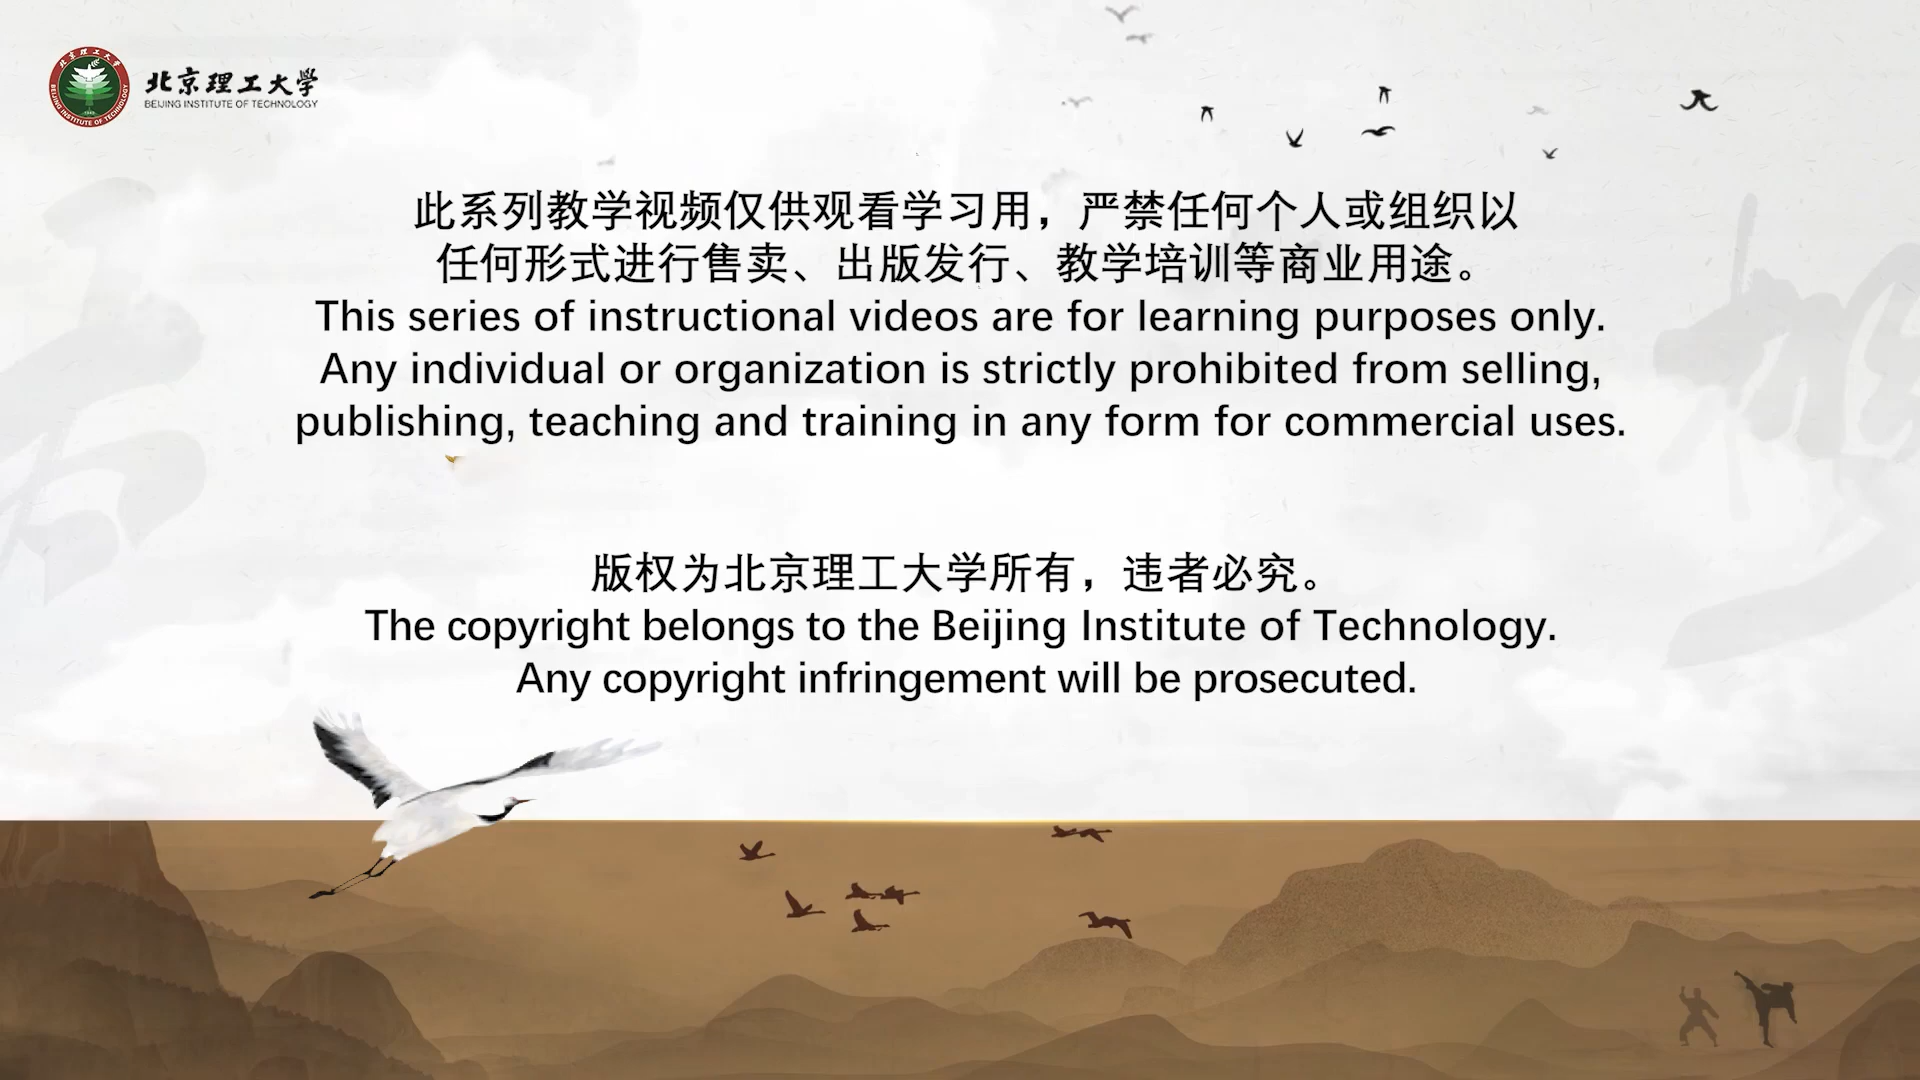 北京理工大学
BEIJING INSTITUTE OF TECHNOLOGY
此系列教学视频仅供观看学习用，严禁任何个人或组织以
任何形式进行售卖、出版发行、教学培训等商业用途。
This series of instructional videos are for learning purposes only.
Any individual or organization is strictly prohibited from selling,
publishing, teaching and training in any form for commercial uses.
版权为北京理工大学所有，违者必究。
The copyright belongs to the Beijing Institute of Technology.
Any copyright infringement will be prosecuted.